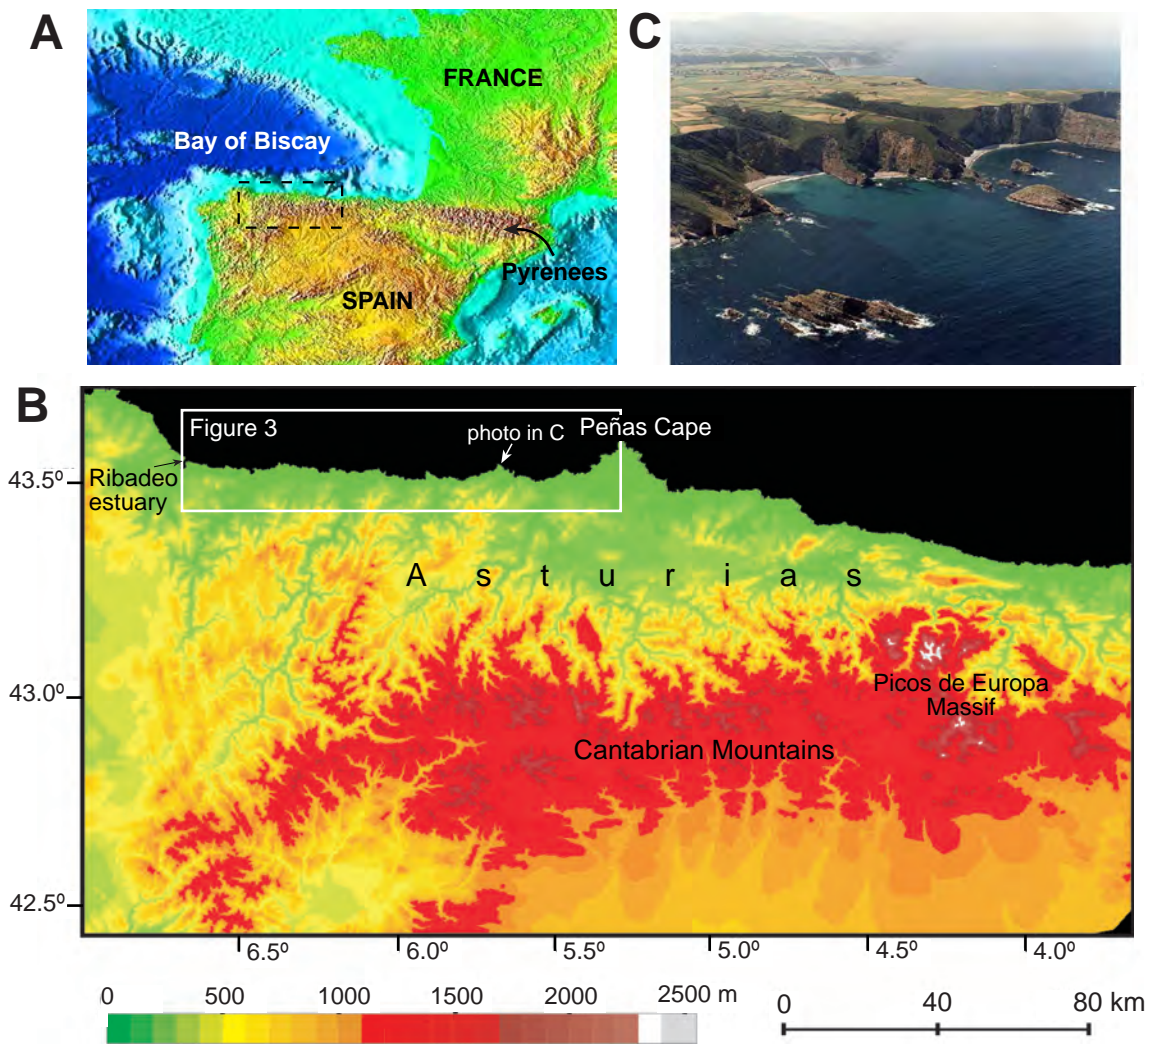 A
FRANCE
Bay of Biscay
Pyrenees
SPAIN
C
B
Figure 3
photo in C
Peñas Cape
Ribadeo
estuary
43.5º
A s t u r i a s
43.0º
Picos de Europa
Massif
Cantabrian Mountains
42.5º
6.5º 6.0º 5.5º 5.0º 4.5º 4.0º
0 500 1000 1500 2000 2500 m
0 40 80 km